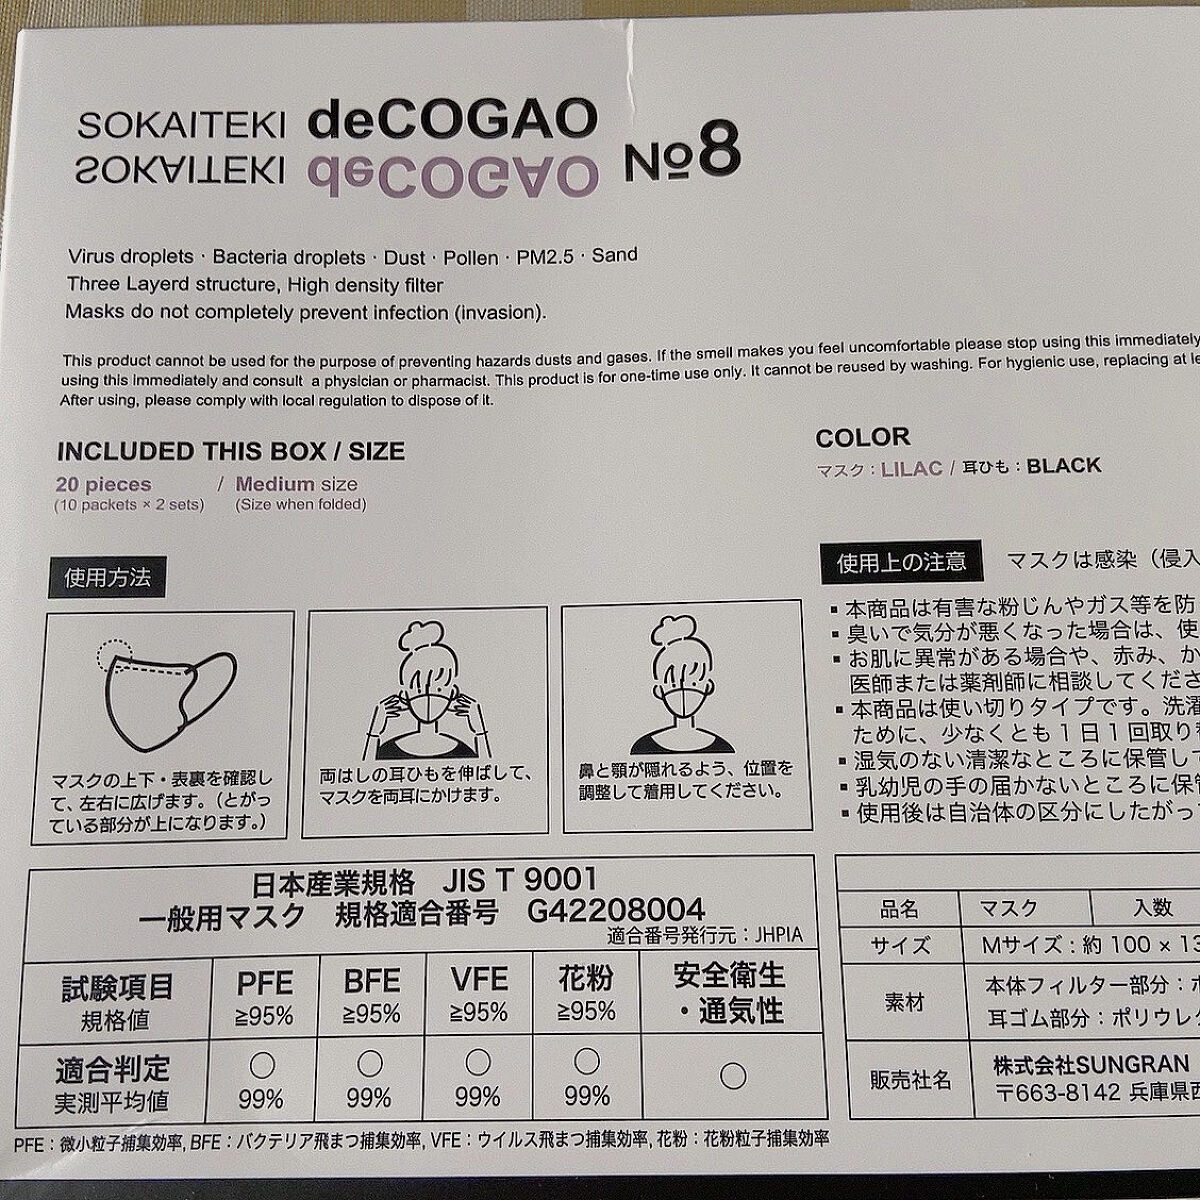 SOKAITEKI deCOGAO
SOKAITEKI deCOGAO
№8
Virus droplets · Bacteria droplets · Dust · Pollen · PM2.5 · Sand
Three Layerd structure, High density filter
Masks do not completely prevent infection (invasion).
This product cannot be used for the purpose of preventing hazards dusts and gases. If the smell makes you feel uncomfortable please stop using this immediately
using this immediately and consult a physician or pharmacist. This product is for one-time use only. It cannot be reused by washing. For hygienic use, replacing at
After using, please comply with local regulation to dispose of it.
INCLUDED THIS BOX / SIZE
20 pieces / Medium size
(10 packets × 2 sets) (Size when folded)
COLOR
マスク：LILAC / 耳ひも：BLACK
使用方法
マスクの上下・表裏を確認し
て、左右に広げます。（とがっ
ている部分が上になります。）
両はしの耳ひもを伸ばして、
マスクを両耳にかけます。
鼻と顎が隠れるよう、位置を
調整して着用してください。
使用上の注意 マスクは感染（侵入
▪本商品は有害な粉じんやガス等を防
▪臭いで気分が悪くなった場合は、使
▪お肌に異常がある場合や、赤み、か
医師または薬剤師に相談してくださ
▪本商品は使い切りタイプです。洗濯
ために、少なくとも1日1回取り替
▪湿気のない清潔なところに保管して
▪乳幼児の手の届かないところに保管
▪使用後は自治体の区分にしたがっ
日本産業規格 JIS T 9001
一般用マスク 規格適合番号 G42208004
適合番号発行元：JHPIA
試験項目 PFE BFE VFE 花粉 安全衛生
規格値 ≧95% ≧95% ≧95% ≧95% ・通気性
適合判定 ○ ○ ○ ○ ○
実測平均値 99% 99% 99% 99%
PFE：微小粒子捕集効率, BFE：バクテリア飛まつ捕集効率, VFE：ウイルス飛まつ捕集効率, 花粉：花粉粒子捕集効率
品名 マスク 入数
サイズ Mサイズ：約 100 × 13
素材 本体フィルター部分：ポ
耳ゴム部分：ポリウレタ
販売社名 株式会社SUNGRAN
〒663-8142 兵庫県西